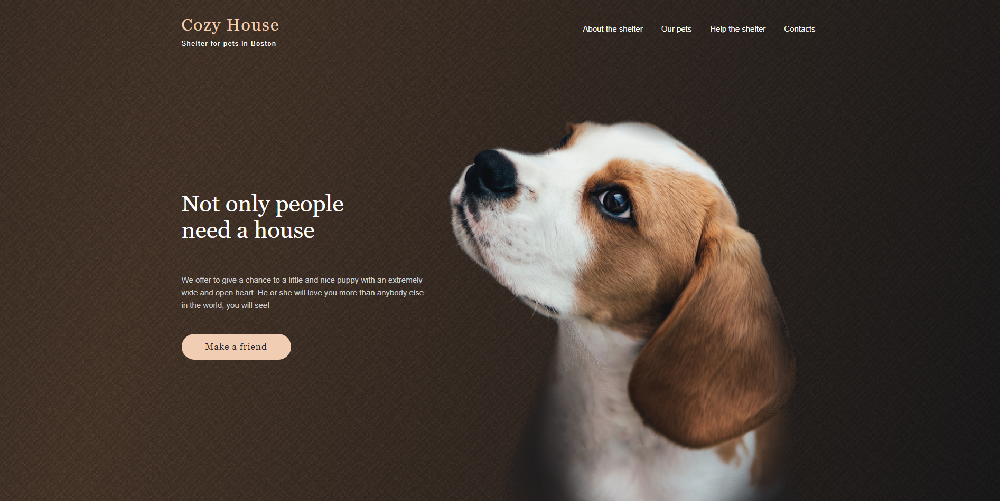 Cozy House
Shelter for pets in Boston
About the shelter
Our pets
Help the shelter
Contacts
Not only people
need a house
We offer to give a chance to a little and nice puppy with an extremely
wide and open heart. He or she will love you more than anybody else
in the world, you will see!
Make a friend